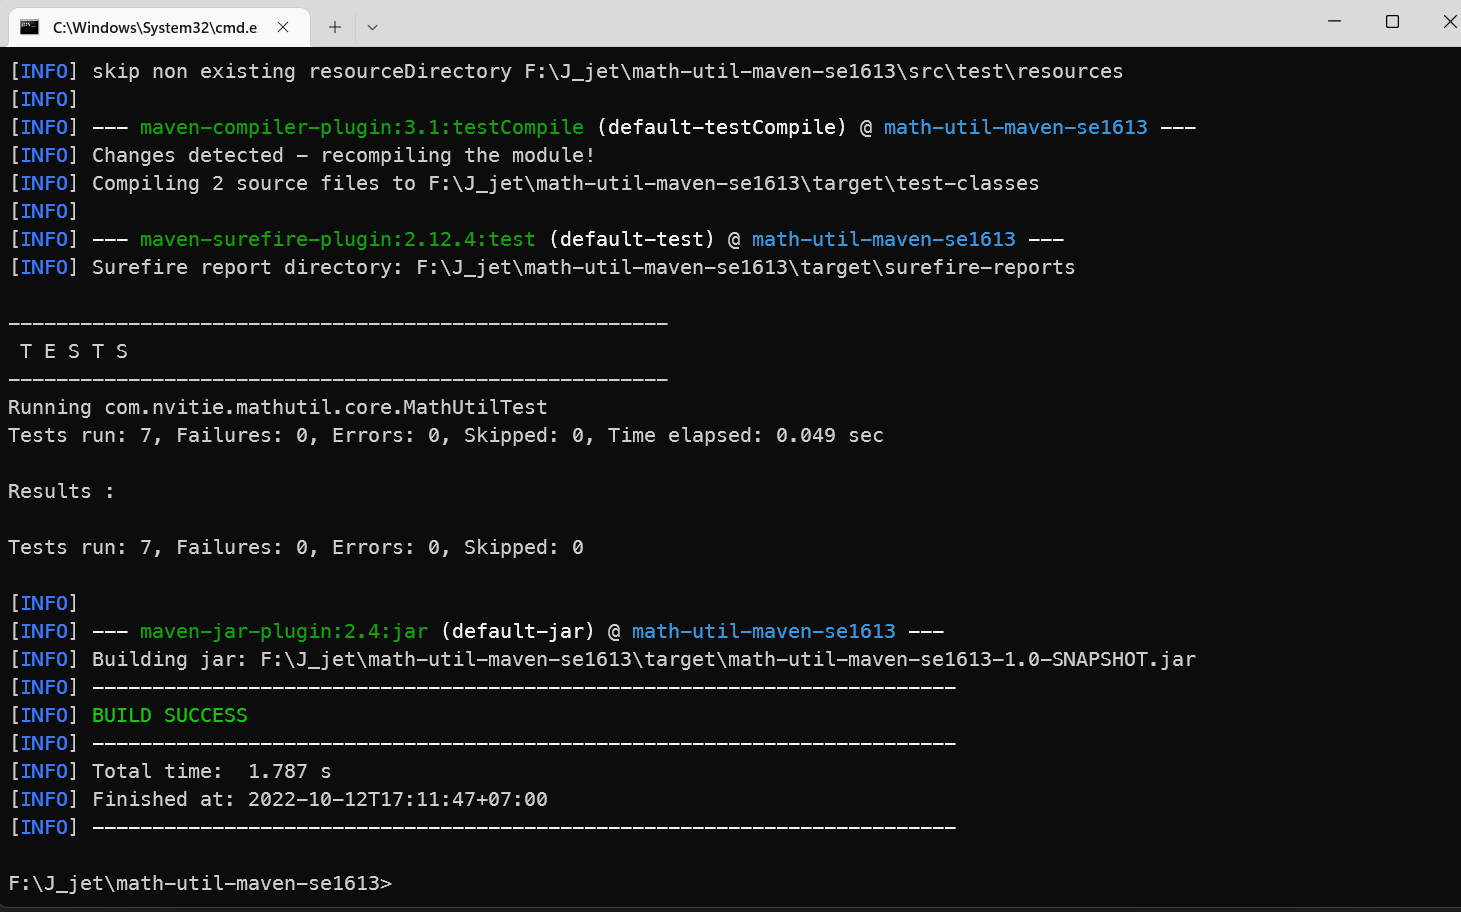 C:\Windows\System32\cmd.e
[INFO] skip non existing resourceDirectory F:\J_jet\math-util-maven-se1613\src\test\resources
[INFO]
[INFO] --- maven-compiler-plugin:3.1:testCompile (default-testCompile) @ math-util-maven-se1613 ---
[INFO] Changes detected - recompiling the module!
[INFO] Compiling 2 source files to F:\J_jet\math-util-maven-se1613\target\test-classes
[INFO]
[INFO] --- maven-surefire-plugin:2.12.4:test (default-test) @ math-util-maven-se1613 ---
[INFO] Surefire report directory: F:\J_jet\math-util-maven-se1613\target\surefire-reports
-------------------------------------------------------
T E S T S
-------------------------------------------------------
Running com.nvitie.mathutil.core.MathUtilTest
Tests run: 7, Failures: 0, Errors: 0, Skipped: 0, Time elapsed: 0.049 sec
Results :
Tests run: 7, Failures: 0, Errors: 0, Skipped: 0
[INFO]
[INFO] --- maven-jar-plugin:2.4:jar (default-jar) @ math-util-maven-se1613 ---
[INFO] Building jar: F:\J_jet\math-util-maven-se1613\target\math-util-maven-se1613-1.0-SNAPSHOT.jar
[INFO] ------------------------------------------------------------------------
[INFO] BUILD SUCCESS
[INFO] ------------------------------------------------------------------------
[INFO] Total time:  1.787 s
[INFO] Finished at: 2022-10-12T17:11:47+07:00
[INFO] ------------------------------------------------------------------------
F:\J_jet\math-util-maven-se1613>